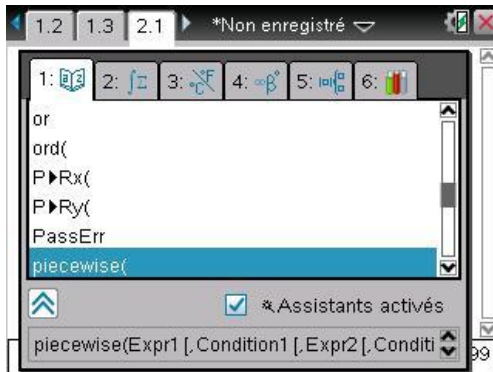 1.2 1.3 2.1 *Non enregistré
1: 2: ∫Σ 3: °C°F 4: ∞β° 5: 6:
or
ord(
P▶Rx(
P▶Ry(
PassErr
piecewise(
Assistants activés
piecewise(Expr1 [,Condition1 [,Expr2 [,Conditi
99